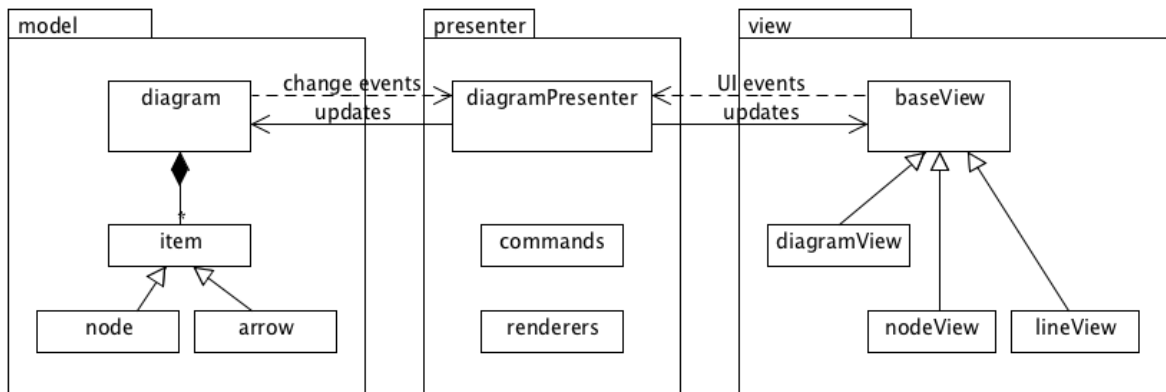 model
presenter
view
diagram
change events
updates
diagramPresenter
UI events
updates
baseView
*
item
commands
diagramView
node
arrow
renderers
nodeView
lineView